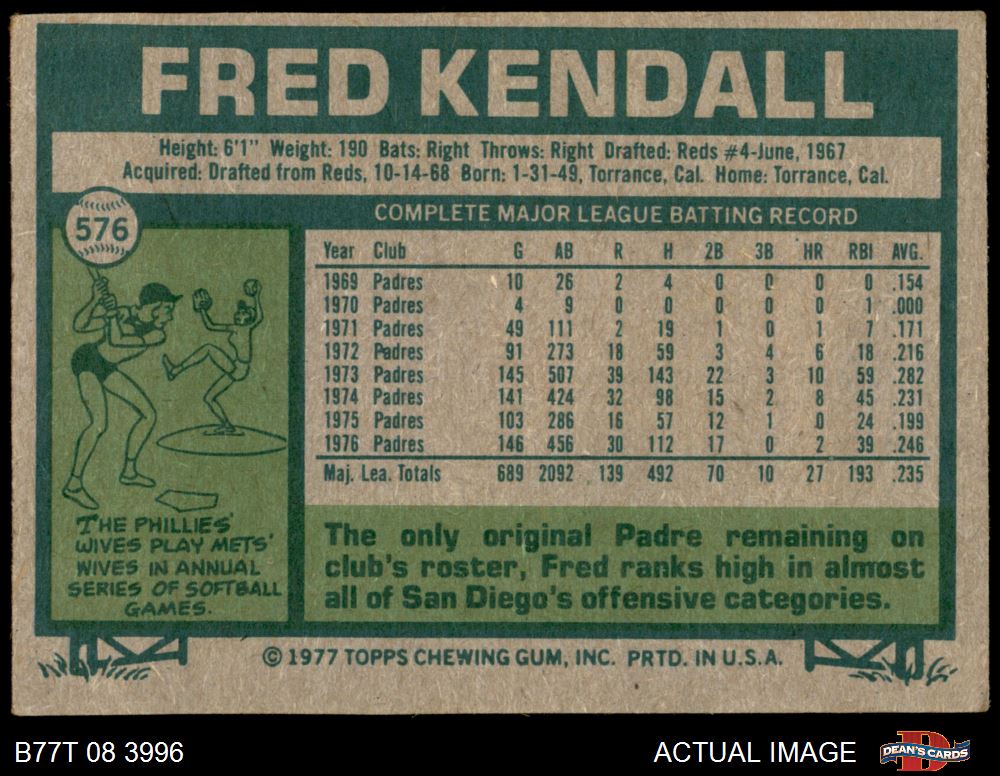 FRED KENDALL
Height: 6'1" Weight: 190 Bats: Right Throws: Right Drafted: Reds #4-June, 1967
Acquired: Drafted from Reds, 10-14-68 Born: 1-31-49, Torrance, Cal. Home: Torrance, Cal.
576
COMPLETE MAJOR LEAGUE BATTING RECORD
Year Club G AB R H 2B 3B HR RBI AVG.
1969 Padres 10 26 2 4 0 0 0 0 .154
1970 Padres 4 9 0 0 0 0 0 1 .000
1971 Padres 49 111 2 19 1 0 1 7 .171
1972 Padres 91 273 18 59 3 4 6 18 .216
1973 Padres 145 507 39 143 22 3 10 59 .282
1974 Padres 141 424 32 98 15 2 8 45 .231
1975 Padres 103 286 16 57 12 1 0 24 .199
1976 Padres 146 456 30 112 17 0 2 39 .246
Maj. Lea. Totals 689 2092 139 492 70 10 27 193 .235
THE PHILLIES'
WIVES PLAY METS'
WIVES IN ANNUAL
SERIES OF SOFTBALL
GAMES.
The only original Padre remaining on
club's roster, Fred ranks high in almost
all of San Diego's offensive categories.
© 1977 TOPPS CHEWING GUM, INC. PRTD. IN U.S.A.
B77T 08 3996
ACTUAL IMAGE
D
DEAN'S CARDS